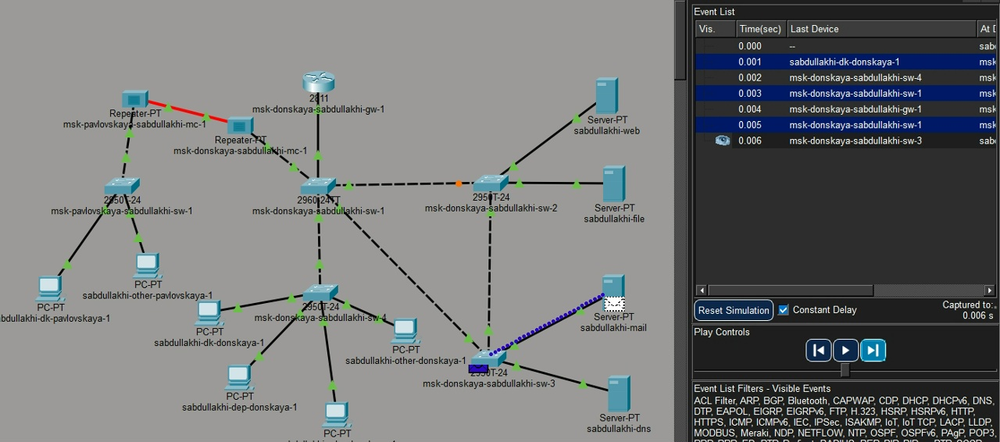 2811
msk-donskaya-sabdullakhi-gw-1
Repeater-PT
msk-pavlovskaya-sabdullakhi-mc-1
Repeater-PT
msk-donskaya-sabdullakhi-mc-1
Server-PT
sabdullakhi-web
2950T-24
msk-pavlovskaya-sabdullakhi-sw-1
2960-24TT
msk-donskaya-sabdullakhi-sw-1
2950T-24
msk-donskaya-sabdullakhi-sw-2
Server-PT
sabdullakhi-file
PC-PT
sabdullakhi-other-pavlovskaya-1
PC-PT
abdullakhi-dk-pavlovskaya-1
2950T-24
msk-donskaya-sabdullakhi-sw-4
PC-PT
sabdullakhi-dk-donskaya-1
PC-PT
sabdullakhi-other-donskaya-1
Server-PT
sabdullakhi-mail
2950T-24
msk-donskaya-sabdullakhi-sw-3
PC-PT
sabdullakhi-dep-donskaya-1
PC-PT
Server-PT
sabdullakhi-dns
Event List
Vis. Time(sec) Last Device At D
0.000 -- sabd
0.001 sabdullakhi-dk-donskaya-1 msk
0.002 msk-donskaya-sabdullakhi-sw-4 msk
0.003 msk-donskaya-sabdullakhi-sw-1 msk
0.004 msk-donskaya-sabdullakhi-gw-1 msk
0.005 msk-donskaya-sabdullakhi-sw-1 msk
0.006 msk-donskaya-sabdullakhi-sw-3 sabd
Reset Simulation Constant Delay Captured to:
0.006 s
Play Controls
Event List Filters - Visible Events
ACL Filter, ARP, BGP, Bluetooth, CAPWAP, CDP, DHCP, DHCPv6, DNS,
DTP, EAPOL, EIGRP, EIGRPv6, FTP, H.323, HSRP, HSRPv6, HTTP,
HTTPS, ICMP, ICMPv6, IEC, IPSec, ISAKMP, IoT, IoT TCP, LACP, LLDP,
MODBUS, Meraki, NDP, NETFLOW, NTP, OSPF, OSPFv6, PAgP, POP3,